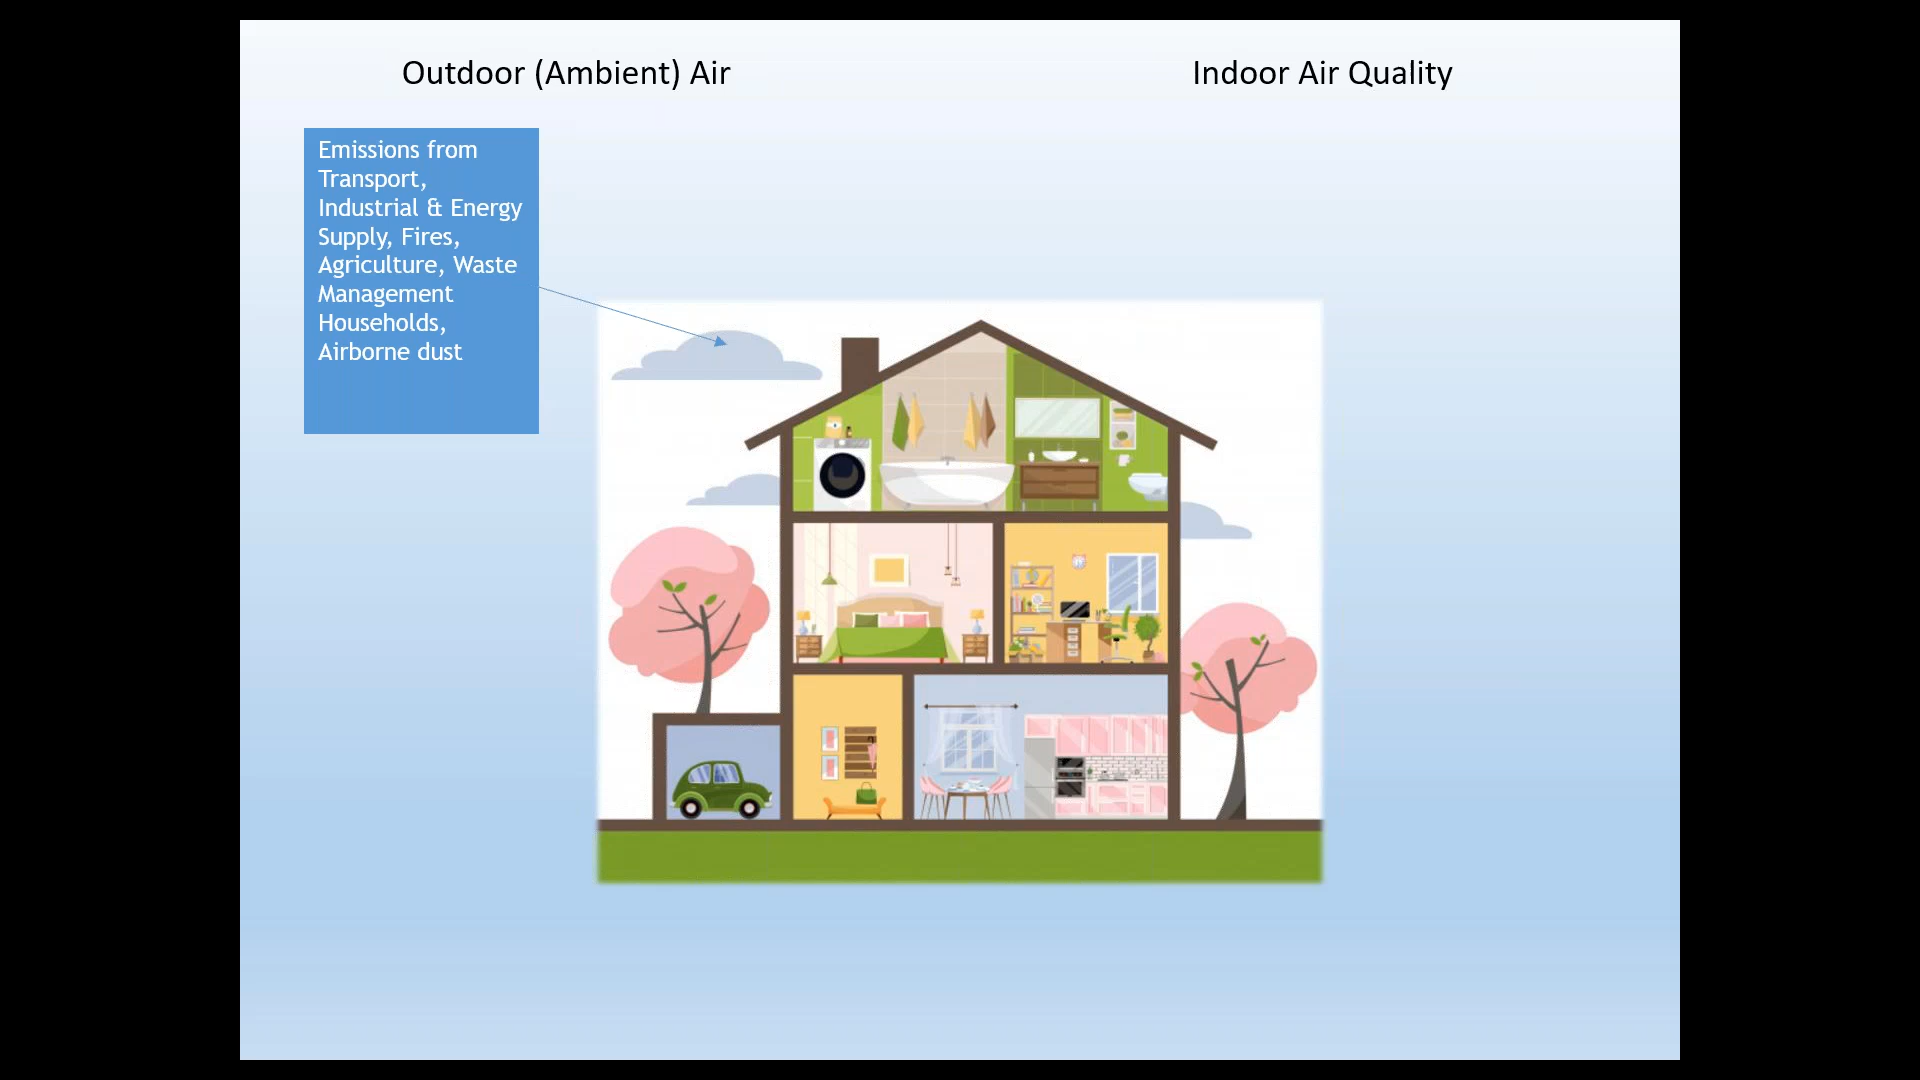 Outdoor (Ambient) Air
Indoor Air Quality
Emissions from
Transport,
Industrial & Energy
Supply, Fires,
Agriculture, Waste
Management
Households,
Airborne dust